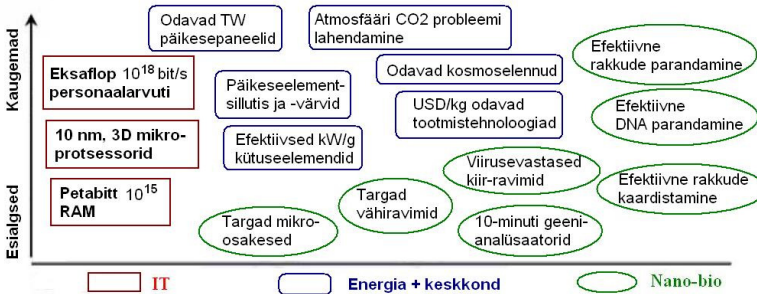 Kaugemad
Esialgsed
Odavad TW
päikesepaneelid
Atmosfääri CO2 probleemi
lahendamine
Efektiivne
rakkude parandamine
Eksaflop 10¹⁸ bit/s
personaalarvuti
Päikeseelement-
sillutis ja -värvid
Odavad kosmoselennud
USD/kg odavad
tootmistehnoloogiad
Efektiivne
DNA parandamine
10 nm, 3D mikro-
protsessorid
Efektiivsed kW/g
kütuseelemendid
Viirusevastased
kiir-ravimid
Efektiivne rakkude
kaardistamine
Petabitt 10¹⁵
RAM
Targad mikro-
osakesed
Targad
vähiravimid
10-minuti geeni-
analüsaatorid
IT
Energia + keskkond
Nano-bio